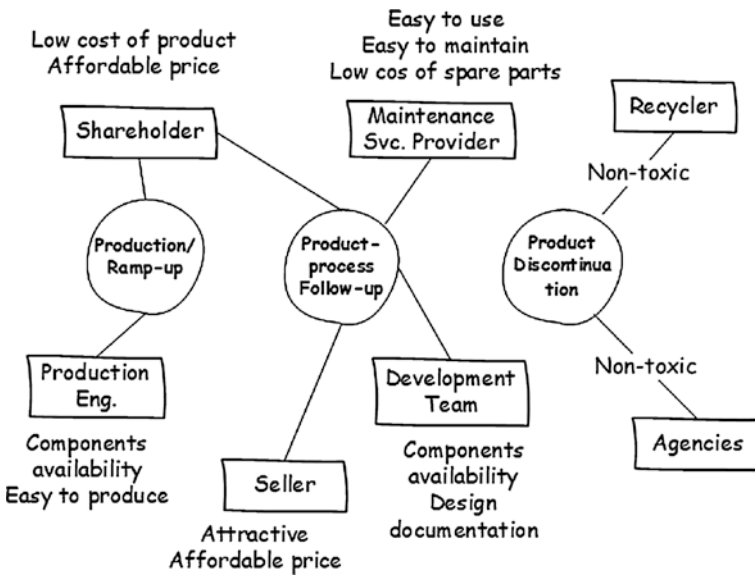 Low cost of product
Affordable price
Easy to use
Easy to maintain
Low cos of spare parts
Shareholder
Maintenance
Svc. Provider
Recycler
Non-toxic
Production/
Ramp-up
Product-
process
Follow-up
Product
Discontinua
tion
Non-toxic
Production
Eng.
Components
availability
Easy to produce
Seller
Attractive
Affordable price
Development
Team
Components
availability
Design
documentation
Agencies